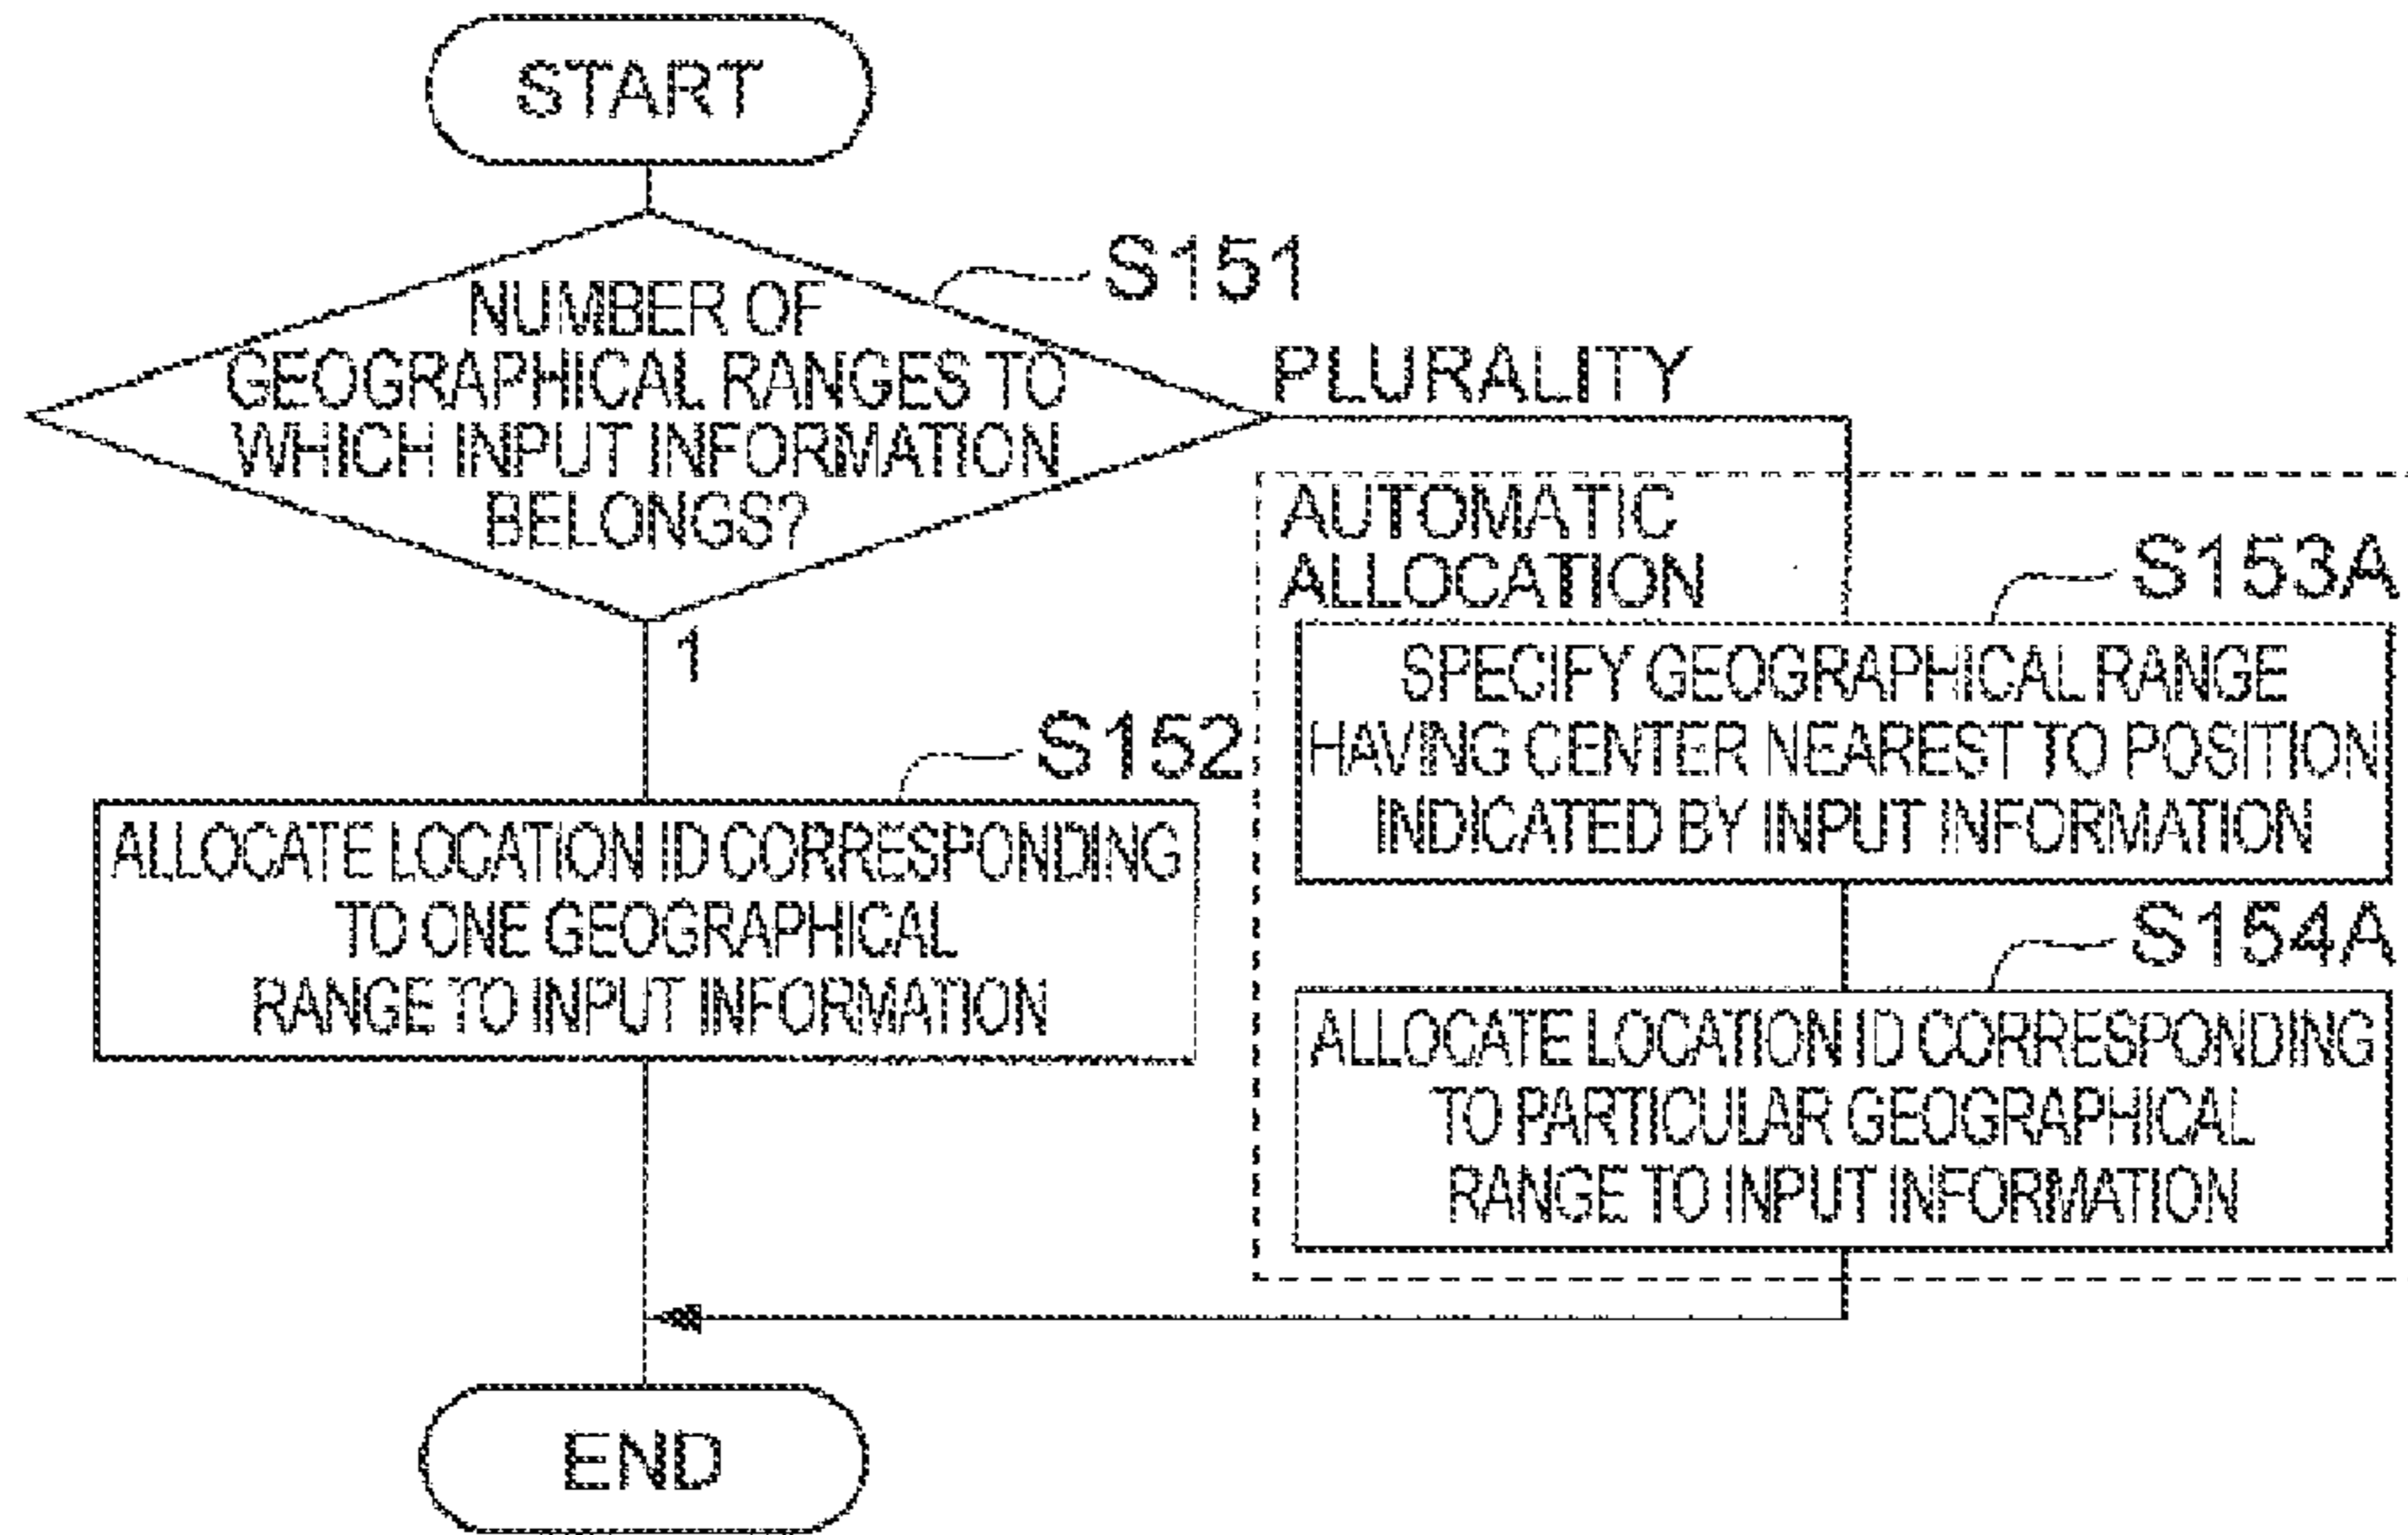 START
S151
NUMBER OF
GEOGRAPHICAL RANGES TO
WHICH INPUT INFORMATION
BELONGS?
PLURALITY
1
AUTOMATIC
ALLOCATION
S153A
SPECIFY GEOGRAPHICAL RANGE
HAVING CENTER NEAREST TO POSITION
INDICATED BY INPUT INFORMATION
S152
ALLOCATE LOCATION ID CORRESPONDING
TO ONE GEOGRAPHICAL
RANGE TO INPUT INFORMATION
S154A
ALLOCATE LOCATION ID CORRESPONDING
TO PARTICULAR GEOGRAPHICAL
RANGE TO INPUT INFORMATION
END